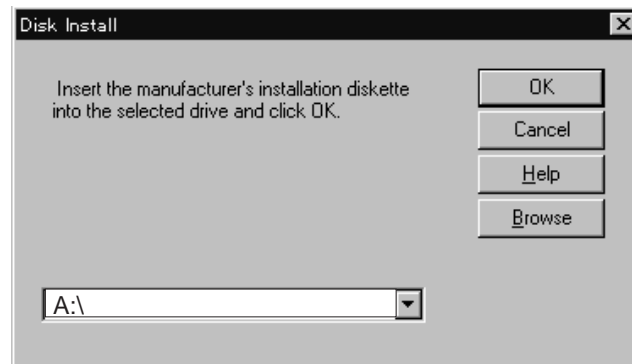 Disk Install
Insert the manufacturer's installation diskette
into the selected drive and click OK.
OK
Cancel
Help
Browse
A:\